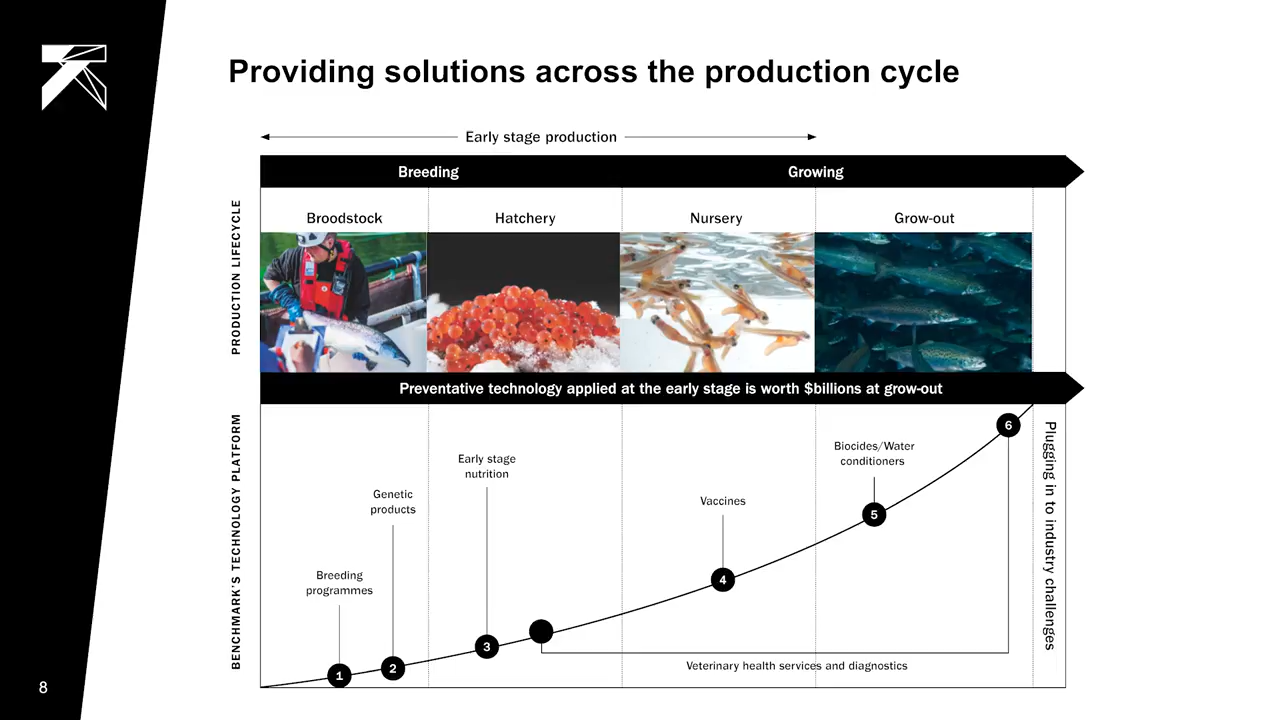 Providing solutions across the production cycle
Early stage production
Breeding
Growing
PRODUCTION LIFECYCLE
Broodstock
Hatchery
Nursery
Grow-out
Preventative technology applied at the early stage is worth $billions at grow-out
BENCHMARK'S TECHNOLOGY PLATFORM
Breeding
programmes
1
Genetic
products
2
Early stage
nutrition
3
Vaccines
4
Biocides/Water
conditioners
5
6
Veterinary health services and diagnostics
Plugging in to industry challenges
8